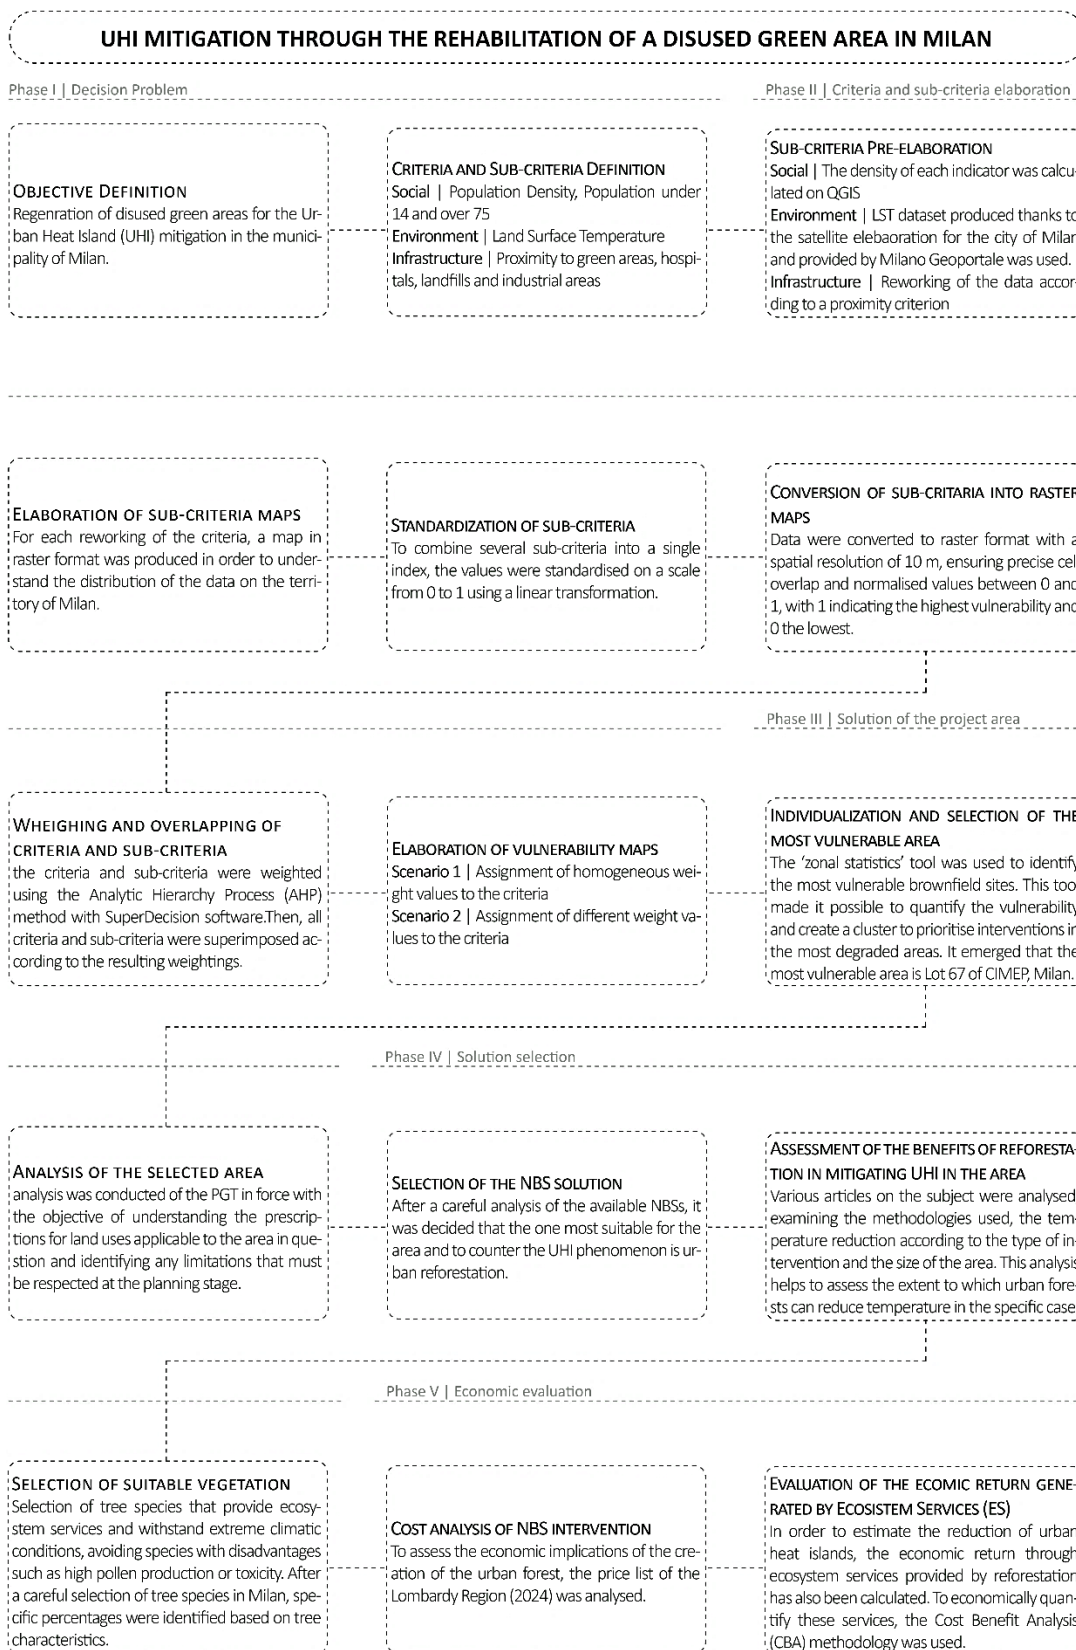 UHI MITIGATION THROUGH THE REHABILITATION OF A DISUSED GREEN AREA IN MILAN
Phase I | Decision Problem
Phase II | Criteria and sub-criteria elaboration
OBJECTIVE DEFINITION
Regenration of disused green areas for the Ur-
ban Heat Island (UHI) mitigation in the munici-
pality of Milan.
CRITERIA AND SUB-CRITERIA DEFINITION
Social | Population Density, Population under
14 and over 75
Environment | Land Surface Temperature
Infrastructure | Proximity to green areas, hospi-
tals, landfills and industrial areas
SUB-CRITERIA PRE-ELABORATION
Social | The density of each indicator was calcu-
lated on QGIS
Environment | LST dataset produced thanks to
the satellite elebaoration for the city of Milan
and provided by Milano Geoportale was used.
Infrastructure | Reworking of the data accor-
ding to a proximity criterion
ELABORATION OF SUB-CRITERIA MAPS
For each reworking of the criteria, a map in
raster format was produced in order to under-
stand the distribution of the data on the terri-
tory of Milan.
STANDARDIZATION OF SUB-CRITERIA
To combine several sub-criteria into a single
index, the values were standardised on a scale
from 0 to 1 using a linear transformation.
CONVERSION OF SUB-CRITARIA INTO RASTER
MAPS
Data were converted to raster format with a
spatial resolution of 10 m, ensuring precise cel
overlap and normalised values between 0 and
1, with 1 indicating the highest vulnerability and
0 the lowest.
Phase III | Solution of the project area
WHEIGHING AND OVERLAPPING OF
CRITERIA AND SUB-CRITERIA
the criteria and sub-criteria were weighted
using the Analytic Hierarchy Process (AHP)
method with SuperDecision software.Then, all
criteria and sub-criteria were superimposed ac-
cording to the resulting weightings.
ELABORATION OF VULNERABILITY MAPS
Scenario 1 | Assignment of homogeneous wei-
ght values to the criteria
Scenario 2 | Assignment of different weight va-
lues to the criteria
INDIVIDUALIZATION AND SELECTION OF THE
MOST VULNERABLE AREA
The 'zonal statistics' tool was used to identify
the most vulnerable brownfield sites. This too
made it possible to quantify the vulnerability
and create a cluster to prioritise interventions in
the most degraded areas. It emerged that the
most vulnerable area is Lot 67 of CIMEP, Milan.
Phase IV | Solution selection
ANALYSIS OF THE SELECTED AREA
analysis was conducted of the PGT in force with
the objective of understanding the prescrip-
tions for land uses applicable to the area in que-
stion and identifying any limitations that must
be respected at the planning stage.
SELECTION OF THE NBS SOLUTION
After a careful analysis of the available NBSs, it
was decided that the one most suitable for the
area and to counter the UHI phenomenon is ur-
ban reforestation.
ASSESSMENT OF THE BENEFITS OF REFORESTA-
TION IN MITIGATING UHI IN THE AREA
Various articles on the subject were analysed
examining the methodologies used, the tem-
perature reduction according to the type of in-
tervention and the size of the area. This analysis
helps to assess the extent to which urban fore-
sts can reduce temperature in the specific case
Phase V | Economic evaluation
SELECTION OF SUITABLE VEGETATION
Selection of tree species that provide ecosy-
stem services and withstand extreme climatic
conditions, avoiding species with disadvantages
such as high pollen production or toxicity. After
a careful selection of tree species in Milan, spe-
cific percentages were identified based on tree
characteristics.
COST ANALYSIS OF NBS INTERVENTION
To assess the economic implications of the cre-
ation of the urban forest, the price list of the
Lombardy Region (2024) was analysed.
EVALUATION OF THE ECOMIC RETURN GENE-
RATED BY ECOSISTEM SERVICES (ES)
In order to estimate the reduction of urban
heat islands, the economic return through
ecosystem services provided by reforestation
has also been calculated. To economically quan-
tify these services, the Cost Benefit Analysis
(CBA) methodology was used.